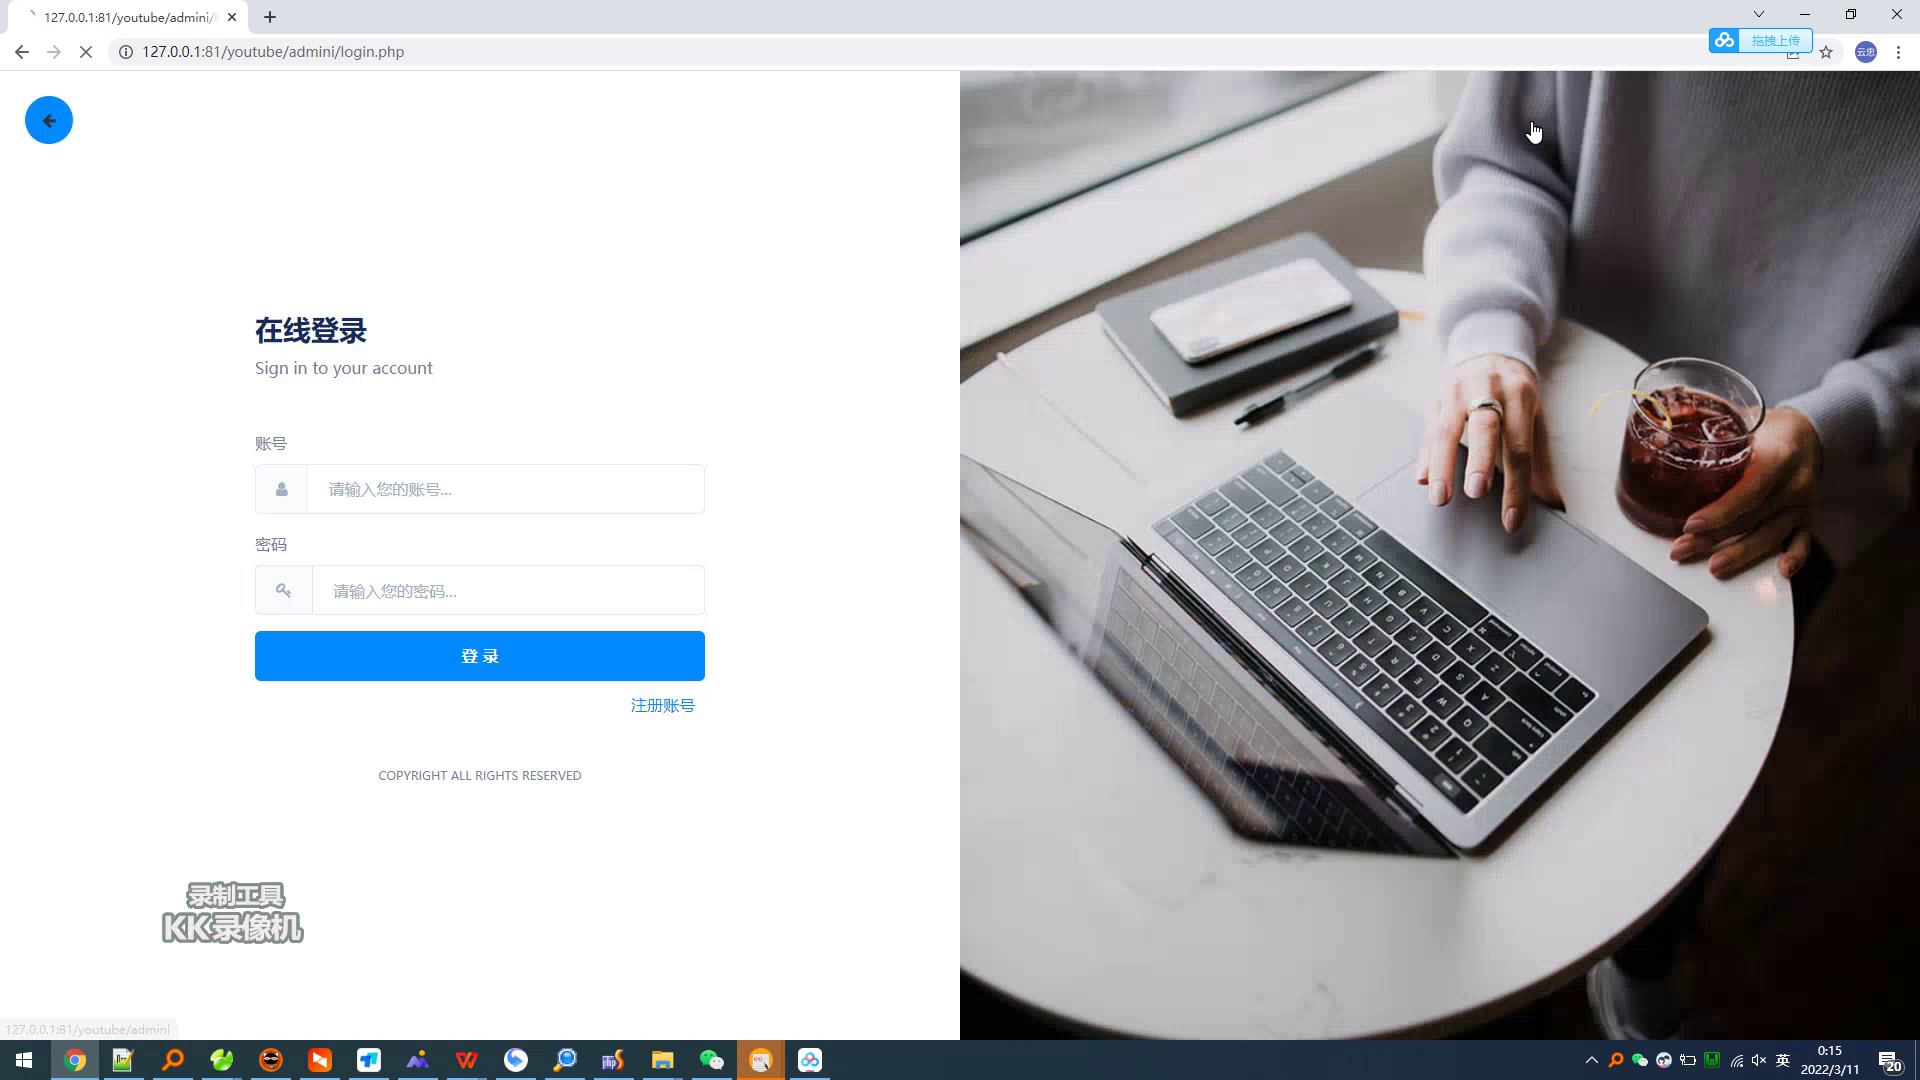 127.0.0.1:81/youtube/admini/l
127.0.0.1:81/youtube/admini/login.php
拖拽上传
云忠
在线登录
Sign in to your account
账号
请输入您的账号...
密码
请输入您的密码...
登 录
注册账号
COPYRIGHT ALL RIGHTS RESERVED
录制工具
KK录像机
127.0.0.1:81/youtube/admini
英
0:15
2022/3/11
20